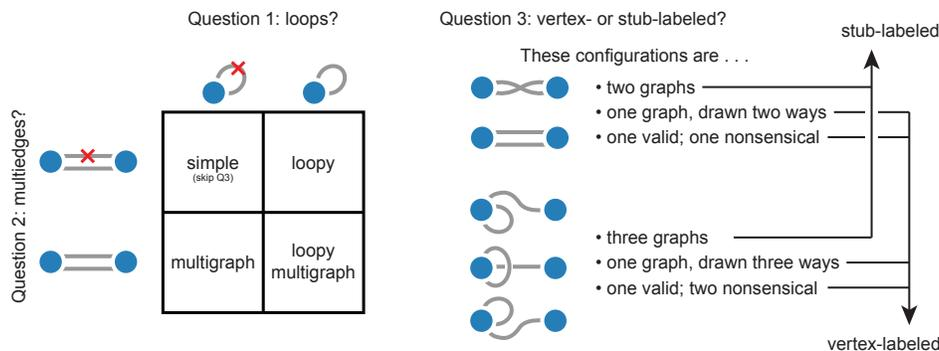 Question 1: loops?
Question 2: multiedges?
simple
(skip Q3)
loopy
multigraph
loopy
multigraph
Question 3: vertex- or stub-labeled?
These configurations are . . .
• two graphs
• one graph, drawn two ways
• one valid; one nonsensical
• three graphs
• one graph, drawn three ways
• one valid; two nonsensical
stub-labeled
vertex-labeled